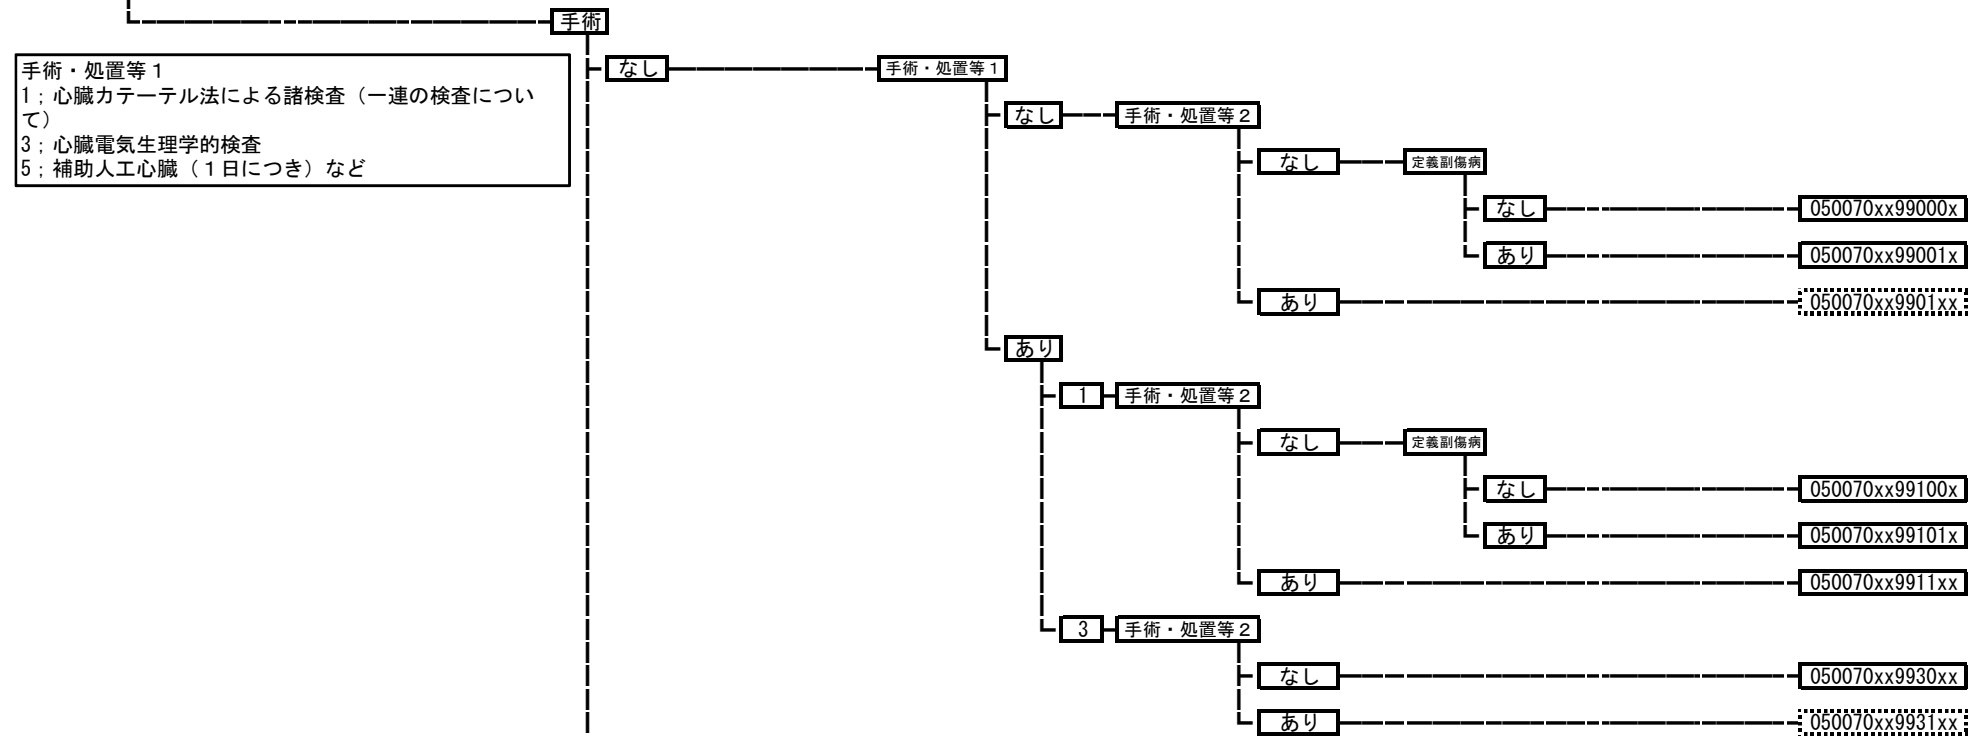 手術
手術・処置等１
1；心臓カテーテル法による諸検査（一連の検査につい
て）
3；心臓電気生理学的検査
5；補助人工心臓（１日につき）など
なし
手術・処置等１
なし
手術・処置等２
なし
定義副傷病
なし
050070xx99000x
あり
050070xx99001x
あり
050070xx9901xx
あり
1
手術・処置等２
なし
定義副傷病
なし
050070xx99100x
あり
050070xx99101x
あり
050070xx9911xx
3
手術・処置等２
なし
050070xx9930xx
あり
050070xx9931xx